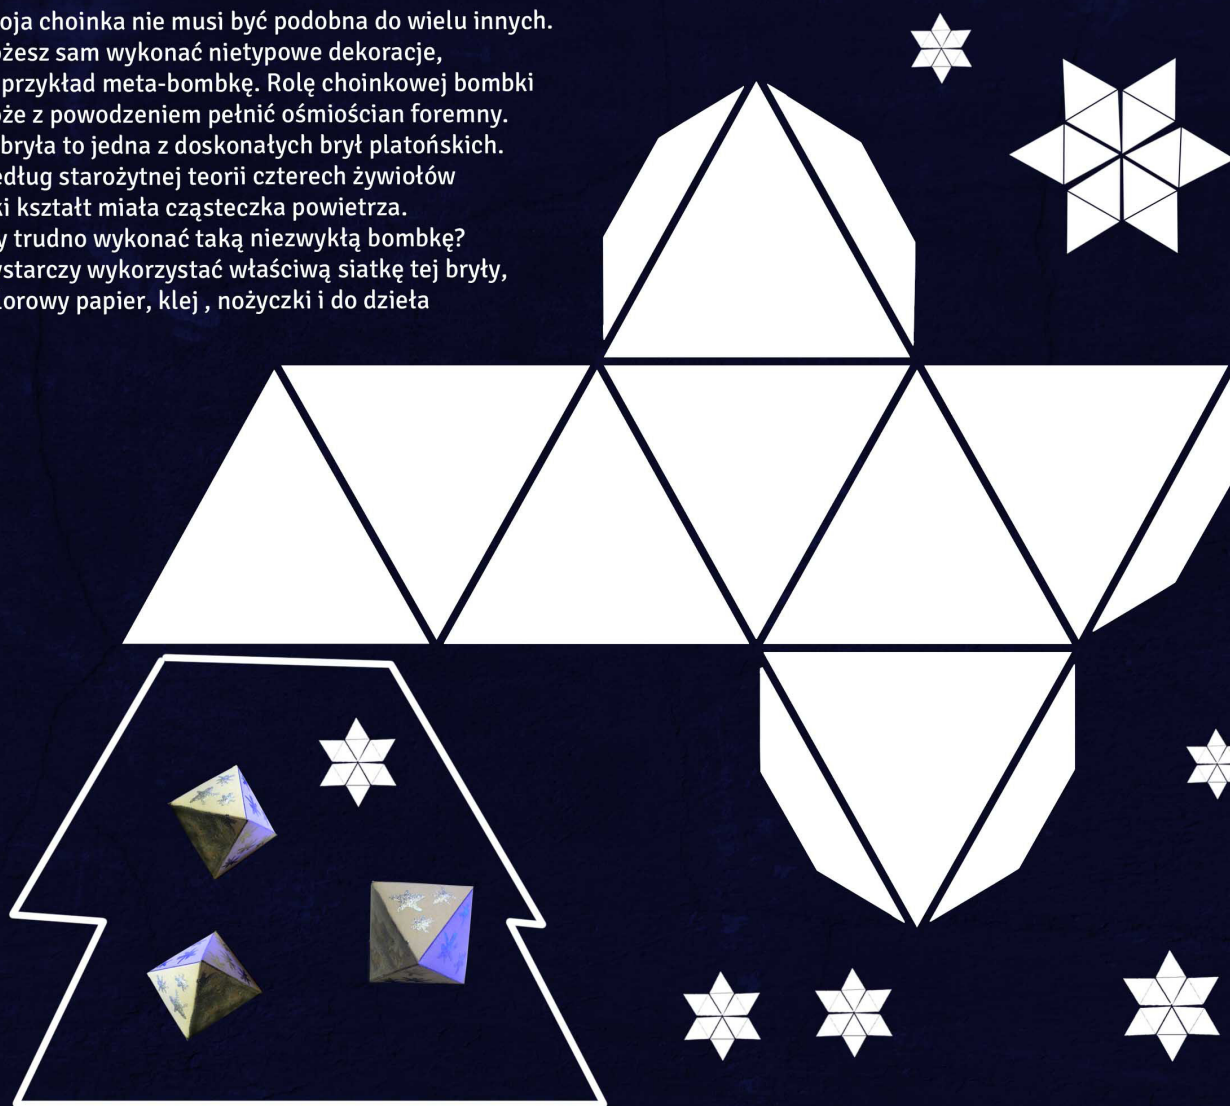 oja choinka nie musi być podobna do wielu innych.
żesz sam wykonać nietypowe dekoracje,
przykład meta-bombkę. Rolę choinkowej bombki
że z powodzeniem pełnić ośmiościan foremny.
bryła to jedna z doskonałych brył platońskich.
edług starożytnej teorii czterech żywiołów
ki kształt miała cząsteczka powietrza.
y trudno wykonać taką niezwykłą bombkę?
ystarczy wykorzystać właściwą siatkę tej bryły,
lorowy papier, klej , nożyczki i do dzieła